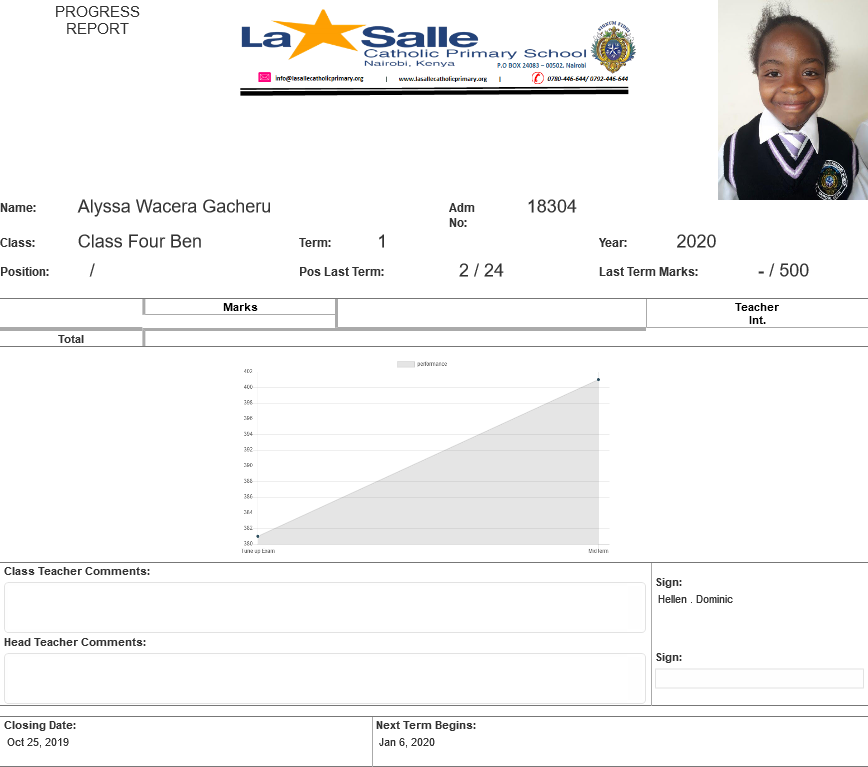 PROGRESS
REPORT
La Salle
Catholic Primary School
Nairobi, Kenya
P.O BOX 24083 – 00502, Nairobi
info@lasallecatholicprimary.org | www.lasallecatholicprimary.org | 0780-446-644/ 0792-446-644
Name: Alyssa Wacera Gacheru Adm No: 18304
Class: Class Four Ben Term: 1 Year: 2020
Position: / Pos Last Term: 2 / 24 Last Term Marks: - / 500
Marks Teacher Int.
Total
performance
402
400
398
396
394
392
390
388
386
384
382
380
Tune up Exam Mid Term
Class Teacher Comments:
Sign:
Hellen . Dominic
Head Teacher Comments:
Sign:
Closing Date: Next Term Begins:
Oct 25, 2019 Jan 6, 2020